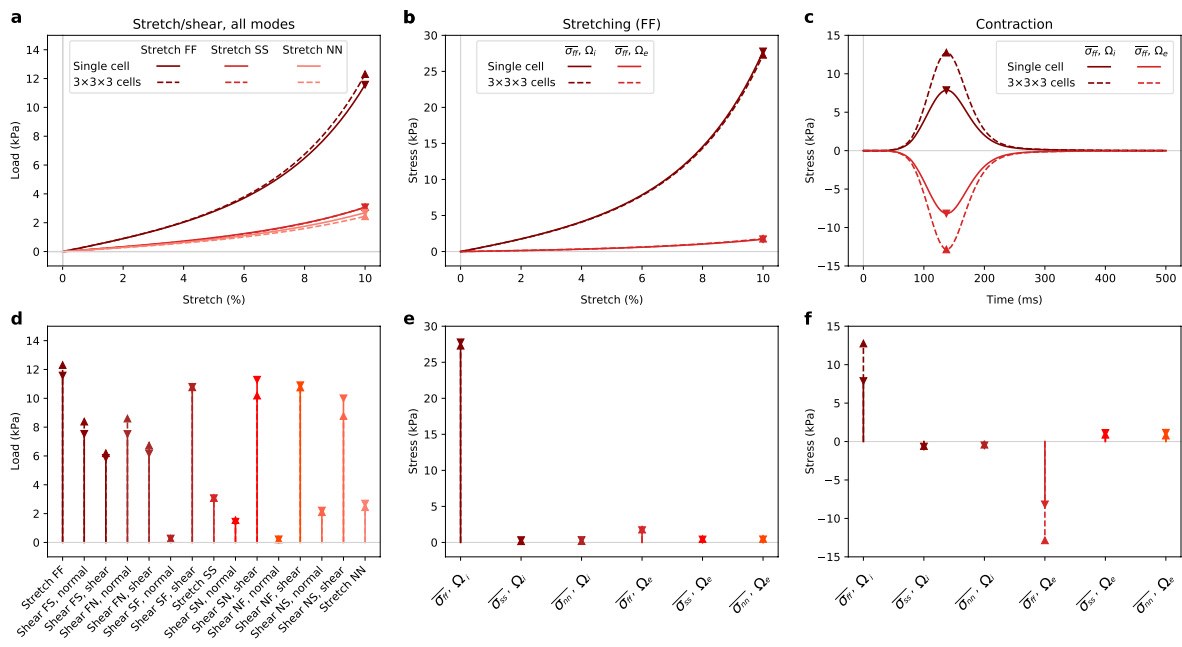 a
Stretch/shear, all modes
Stretch FF Stretch SS Stretch NN
Single cell
3×3×3 cells
14
12
10
8
6
4
2
0
Load (kPa)
0 2 4 6 8 10
Stretch (%)
b
Stretching (FF)
σ̅ff, Ωi σ̅ff, Ωe
Single cell
3×3×3 cells
30
25
20
15
10
5
0
Stress (kPa)
0 2 4 6 8 10
Stretch (%)
c
Contraction
σ̅ff, Ωi σ̅ff, Ωe
Single cell
3×3×3 cells
15
10
5
0
−5
−10
−15
Stress (kPa)
0 100 200 300 400 500
Time (ms)
d
14
12
10
8
6
4
2
0
Load (kPa)
Stretch FF
Shear FS, normal
Shear FS, shear
Shear FN, normal
Shear FN, shear
Shear SF, normal
Shear SF, shear
Stretch SS
Shear SN, normal
Shear SN, shear
Shear NF, normal
Shear NF, shear
Shear NS, normal
Shear NS, shear
Stretch NN
e
30
25
20
15
10
5
0
Stress (kPa)
σ̅ff, Ωi
σ̅ss, Ωi
σ̅nn, Ωi
σ̅ff, Ωe
σ̅ss, Ωe
σ̅nn, Ωe
f
15
10
5
0
−5
−10
−15
Stress (kPa)
σ̅ff, Ωi
σ̅ss, Ωi
σ̅nn, Ωi
σ̅ff, Ωe
σ̅ss, Ωe
σ̅nn, Ωe